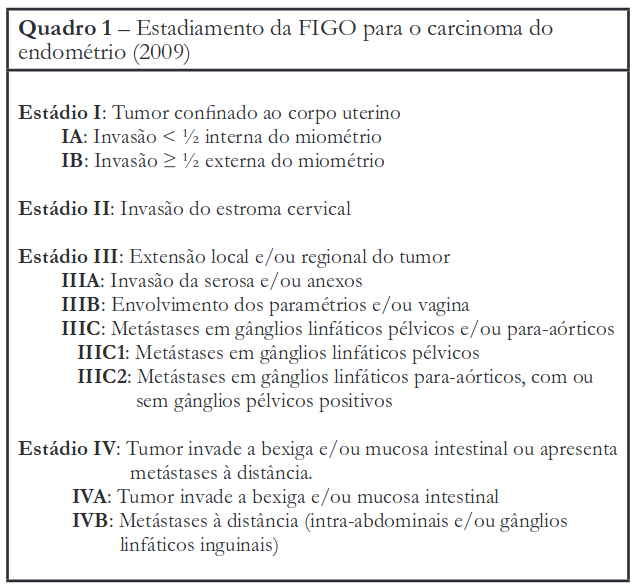 Quadro 1 – Estadiamento da FIGO para o carcinoma do
endométrio (2009)
Estádio I: Tumor confinado ao corpo uterino
IA: Invasão < ½ interna do miométrio
IB: Invasão ≥ ½ externa do miométrio
Estádio II: Invasão do estroma cervical
Estádio III: Extensão local e/ou regional do tumor
IIIA: Invasão da serosa e/ou anexos
IIIB: Envolvimento dos paramétrios e/ou vagina
IIIC: Metástases em gânglios linfáticos pélvicos e/ou para-aórticos
IIIC1: Metástases em gânglios linfáticos pélvicos
IIIC2: Metástases em gânglios linfáticos para-aórticos, com ou
sem gânglios pélvicos positivos
Estádio IV: Tumor invade a bexiga e/ou mucosa intestinal ou apresenta
metástases à distância.
IVA: Tumor invade a bexiga e/ou mucosa intestinal
IVB: Metástases à distância (intra-abdominais e/ou gânglios
linfáticos inguinais)